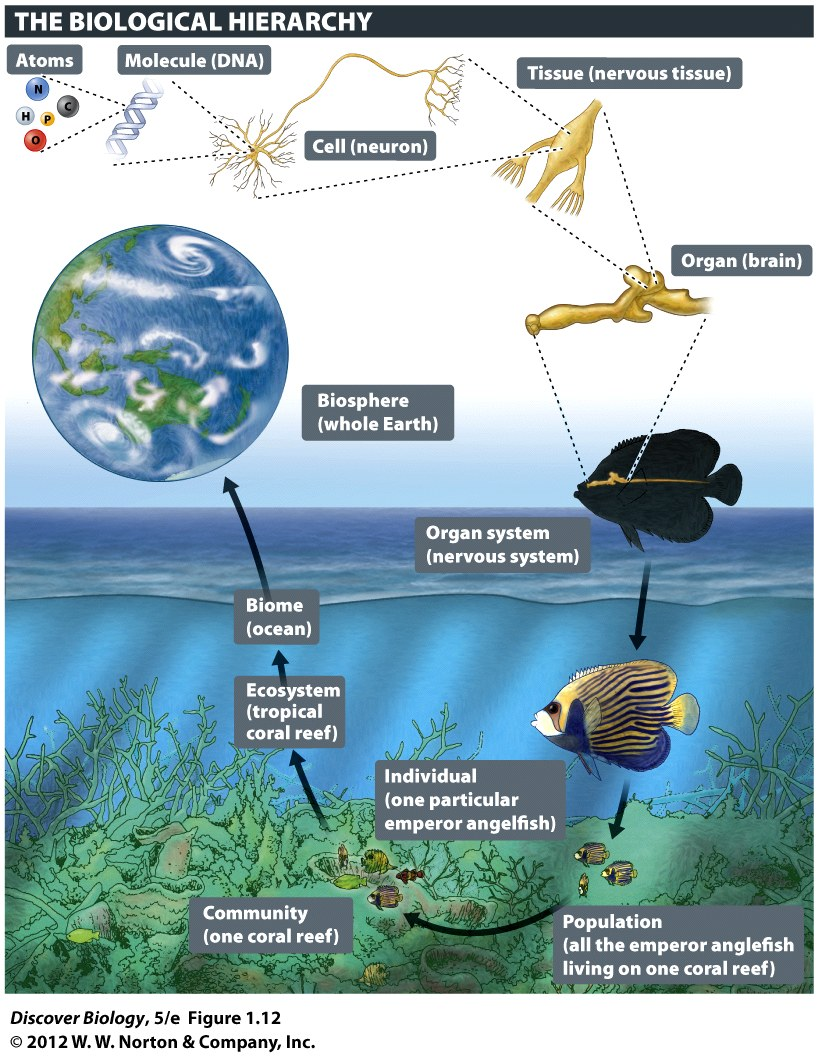 THE BIOLOGICAL HIERARCHY
Atoms
N
C
H
P
O
Molecule (DNA)
Cell (neuron)
Tissue (nervous tissue)
Organ (brain)
Organ system
(nervous system)
Individual
(one particular
emperor angelfish)
Population
(all the emperor anglefish
living on one coral reef)
Community
(one coral reef)
Ecosystem
(tropical
coral reef)
Biome
(ocean)
Biosphere
(whole Earth)
Discover Biology, 5/e Figure 1.12
© 2012 W. W. Norton & Company, Inc.